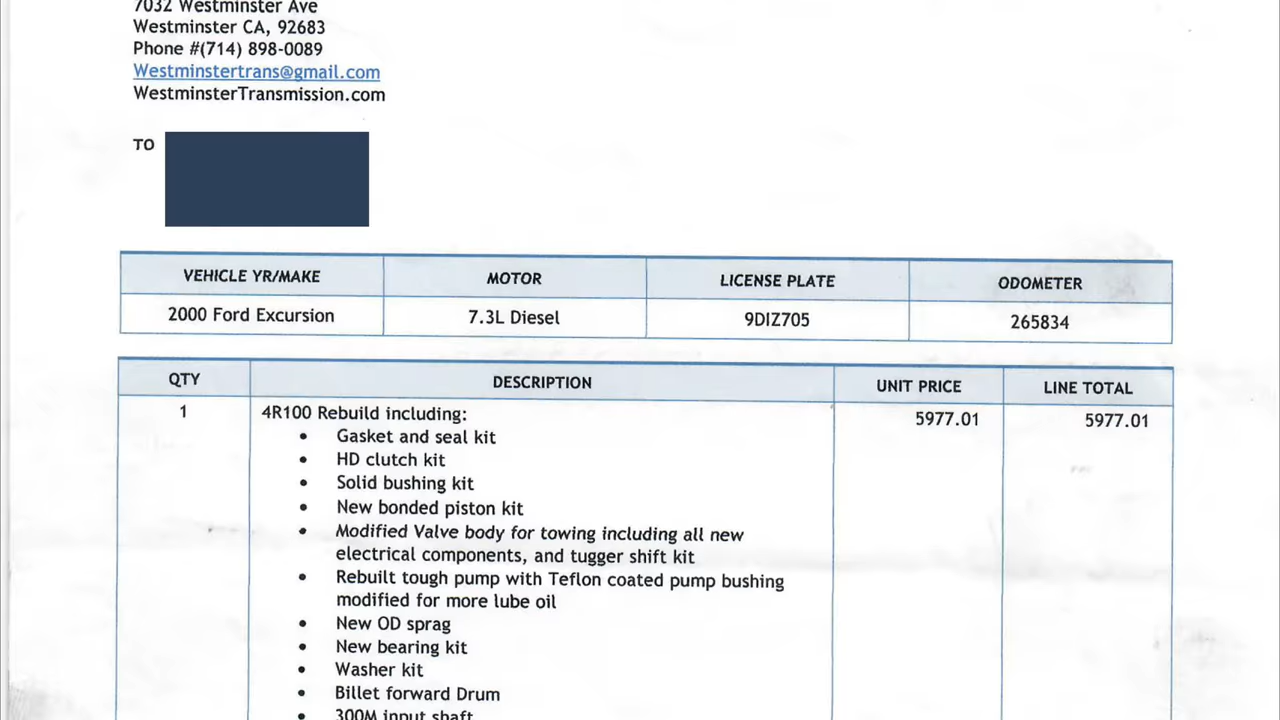 7032 Westminster Ave
Westminster CA, 92683
Phone #(714) 898-0089
Westminstertrans@gmail.com
WestminsterTransmission.com
TO
VEHICLE YR/MAKE MOTOR LICENSE PLATE ODOMETER
2000 Ford Excursion 7.3L Diesel 9DIZ705 265834
QTY DESCRIPTION UNIT PRICE LINE TOTAL
1 4R100 Rebuild including: 5977.01 5977.01
• Gasket and seal kit
• HD clutch kit
• Solid bushing kit
• New bonded piston kit
• Modified Valve body for towing including all new
electrical components, and tugger shift kit
• Rebuilt tough pump with Teflon coated pump bushing
modified for more lube oil
• New OD sprag
• New bearing kit
• Washer kit
• Billet forward Drum
• 300M input shaft